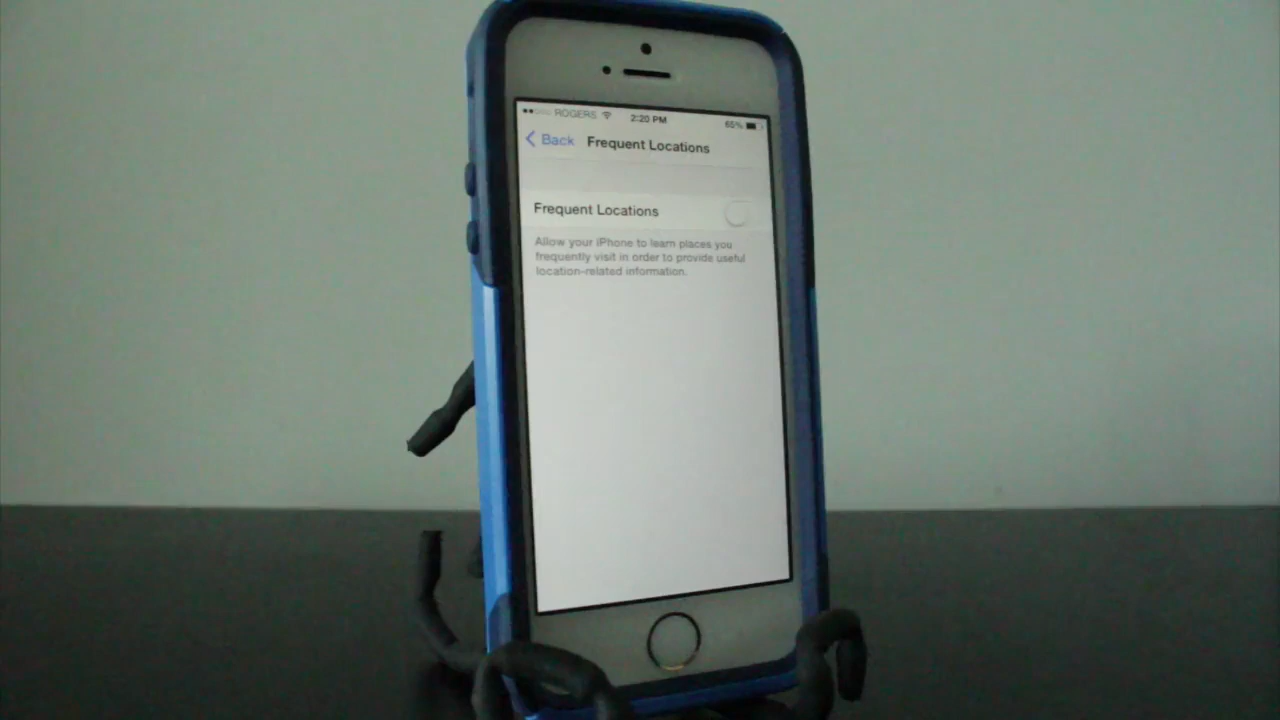 ROGERS 2:20 PM 65%
Back Frequent Locations
Frequent Locations
Allow your iPhone to learn places you
frequently visit in order to provide useful
location-related information.